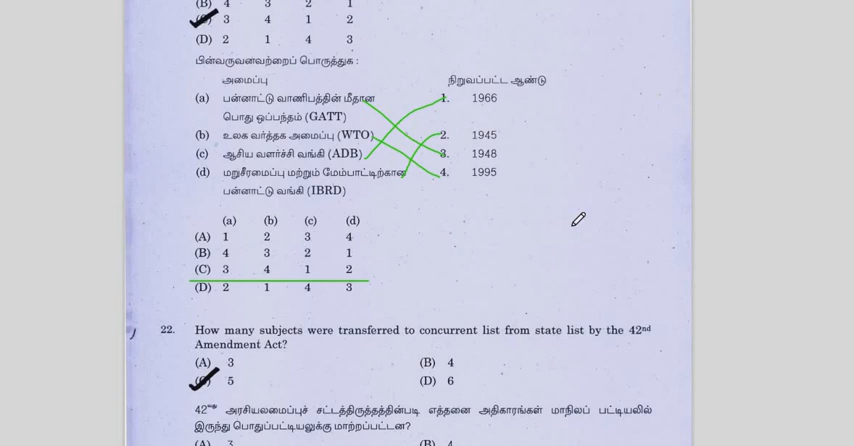 (B) 4 3 2 1
3 4 1 2
(D) 2 1 4 3
பின்வருவனவற்றைப் பொருத்துக :
அமைப்பு நிறுவப்பட்ட ஆண்டு
(a) பன்னாட்டு வாணிபத்தின் மீதான 1. 1966
பொது ஒப்பந்தம் (GATT)
(b) உலக வர்த்தக அமைப்பு (WTO) 2. 1945
(c) ஆசிய வளர்ச்சி வங்கி (ADB) 3. 1948
(d) மறுசீரமைப்பு மற்றும் மேம்பாட்டிற்கான 4. 1995
பன்னாட்டு வங்கி (IBRD)
(a) (b) (c) (d)
(A) 1 2 3 4
(B) 4 3 2 1
(C) 3 4 1 2
(D) 2 1 4 3
22. How many subjects were transferred to concurrent list from state list by the 42nd
Amendment Act?
(A) 3 (B) 4
5 (D) 6
42ஆவது அரசியலமைப்புச் சட்டத்திருத்தத்தின்படி எத்தனை அதிகாரங்கள் மாநிலப் பட்டியலில்
இருந்து பொதுப்பட்டியலுக்கு மாற்றப்பட்டன?
(A) 3 (B) 4